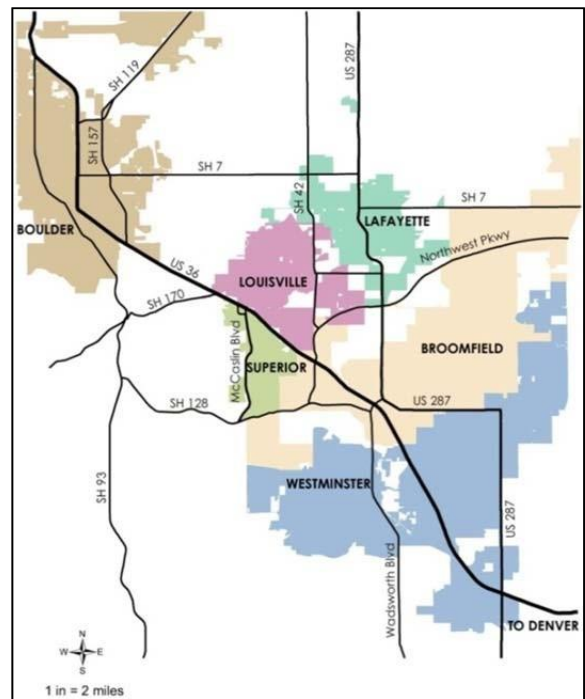 US 287
SH 119
SH 157
SH 7
SH 42
SH 7
LAFAYETTE
BOULDER
Northwest Pkwy
US 36
LOUISVILLE
SH 170
McCaslin Blvd
SUPERIOR
BROOMFIELD
SH 128
US 287
SH 93
WESTMINSTER
US 287
Wadsworth Blvd
TO DENVER
N
W E
S
1 in = 2 miles